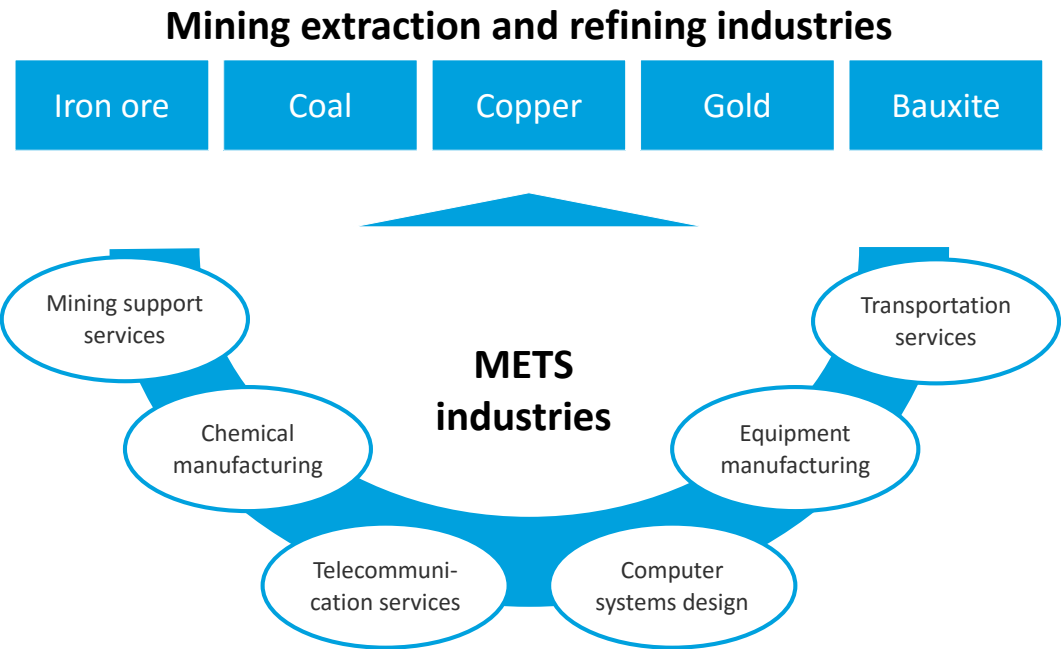 Mining extraction and refining industries
Iron ore
Coal
Copper
Gold
Bauxite
Mining support
services
Transportation
services
METS
industries
Chemical
manufacturing
Equipment
manufacturing
Telecommuni-
cation services
Computer
systems design